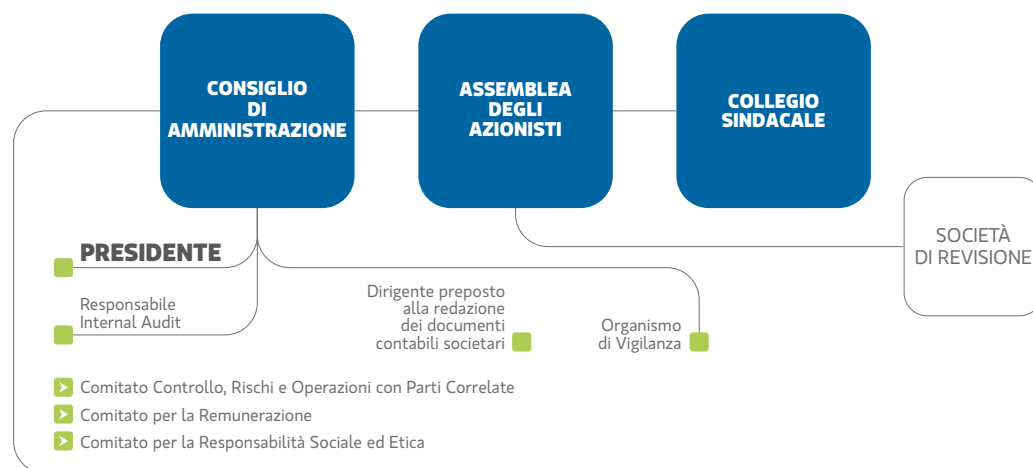 CONSIGLIO
DI
AMMINISTRAZIONE
ASSEMBLEA
DEGLI
AZIONISTI
COLLEGIO
SINDACALE
SOCIETÀ
DI REVISIONE
PRESIDENTE
Responsabile
Internal Audit
Dirigente preposto
alla redazione
dei documenti
contabili societari
Organismo
di Vigilanza
Comitato Controllo, Rischi e Operazioni con Parti Correlate
Comitato per la Remunerazione
Comitato per la Responsabilità Sociale ed Etica